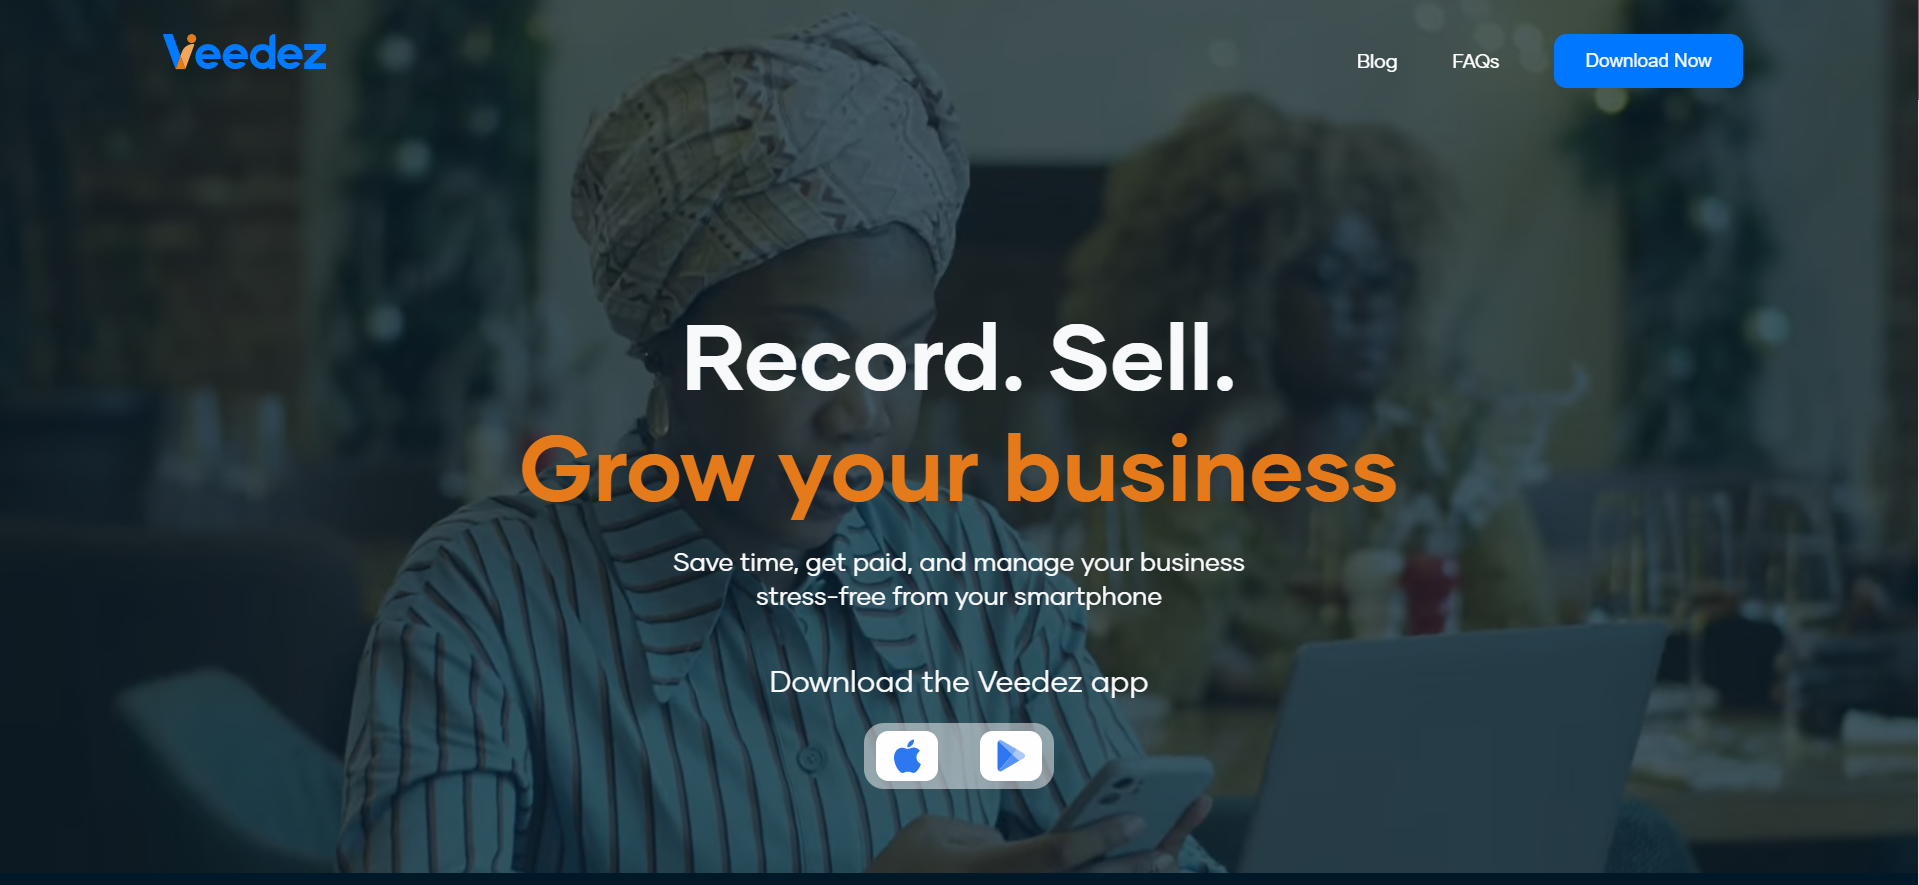 Veedez
Blog
FAQs
Download Now
Record. Sell.
Grow your business
Save time, get paid, and manage your business
stress-free from your smartphone
Download the Veedez app